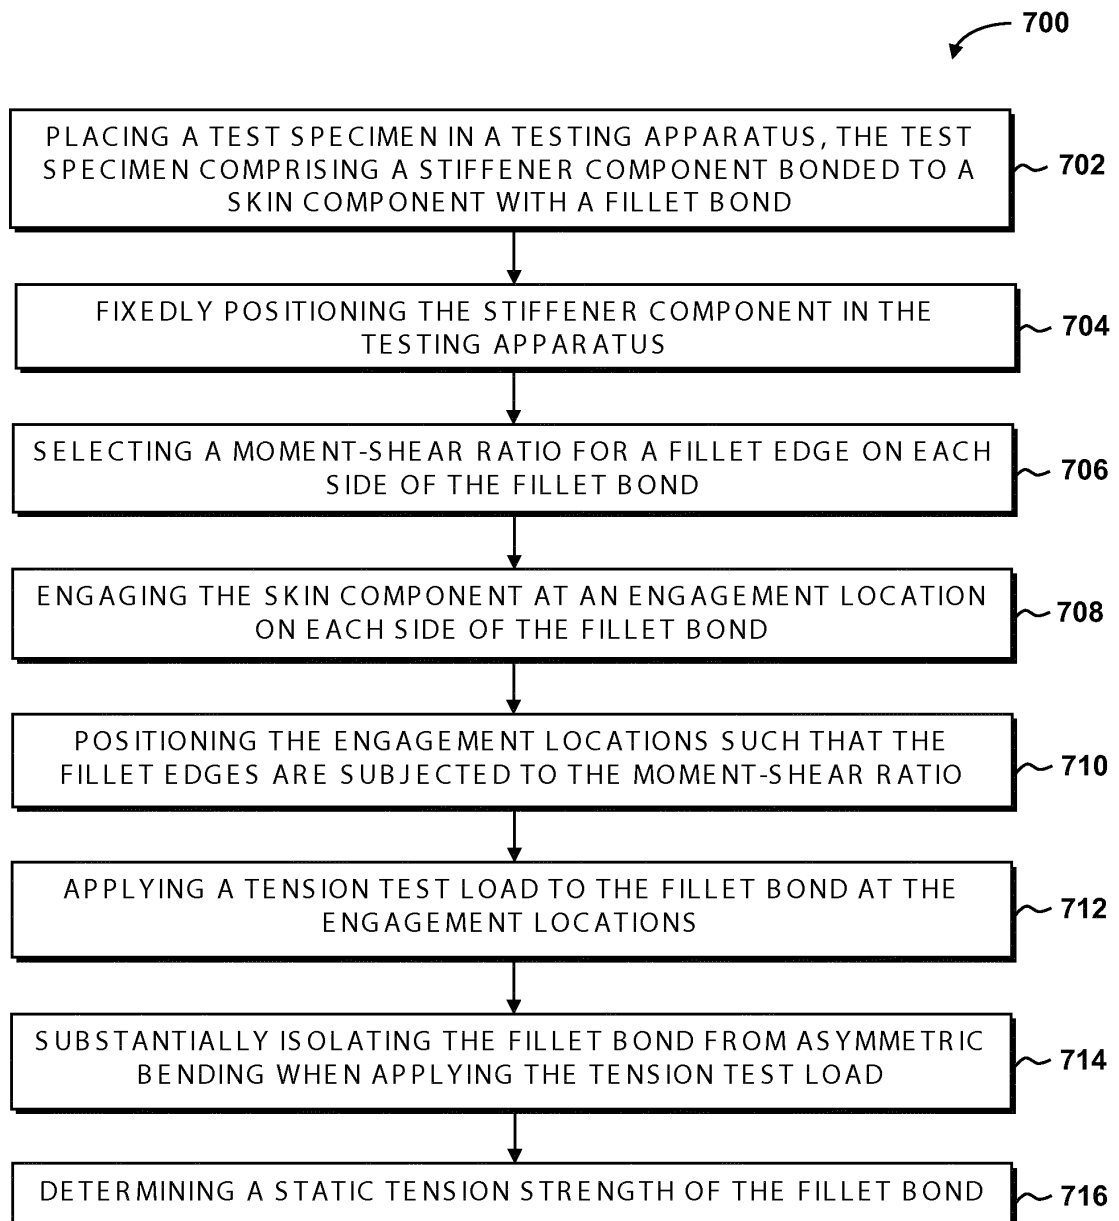 700
PLACING A TEST SPECIMEN IN A TESTING APPARATUS, THE TEST
SPECIMEN COMPRISING A STIFFENER COMPONENT BONDED TO A
SKIN COMPONENT WITH A FILLET BOND
702
FIXEDLY POSITIONING THE STIFFENER COMPONENT IN THE
TESTING APPARATUS
704
SELECTING A MOMENT-SHEAR RATIO FOR A FILLET EDGE ON EACH
SIDE OF THE FILLET BOND
706
ENGAGING THE SKIN COMPONENT AT AN ENGAGEMENT LOCATION
ON EACH SIDE OF THE FILLET BOND
708
POSITIONING THE ENGAGEMENT LOCATIONS SUCH THAT THE
FILLET EDGES ARE SUBJECTED TO THE MOMENT-SHEAR RATIO
710
APPLYING A TENSION TEST LOAD TO THE FILLET BOND AT THE
ENGAGEMENT LOCATIONS
712
SUBSTANTIALLY ISOLATING THE FILLET BOND FROM ASYMMETRIC
BENDING WHEN APPLYING THE TENSION TEST LOAD
714
DETERMINING A STATIC TENSION STRENGTH OF THE FILLET BOND
716